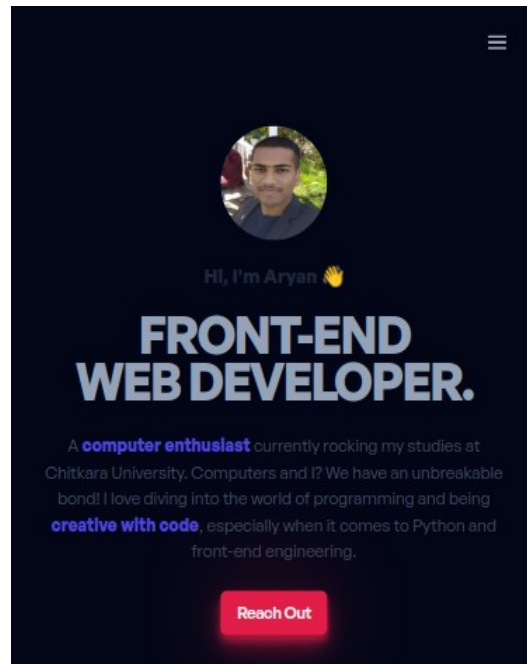 Hi, I'm Aryan 👋
FRONT-END
WEB DEVELOPER.
A computer enthusiast currently rocking my studies at
Chitkara University. Computers and I? We have an unbreakable
bond! I love diving into the world of programming and being
creative with code, especially when it comes to Python and
front-end engineering.
Reach Out